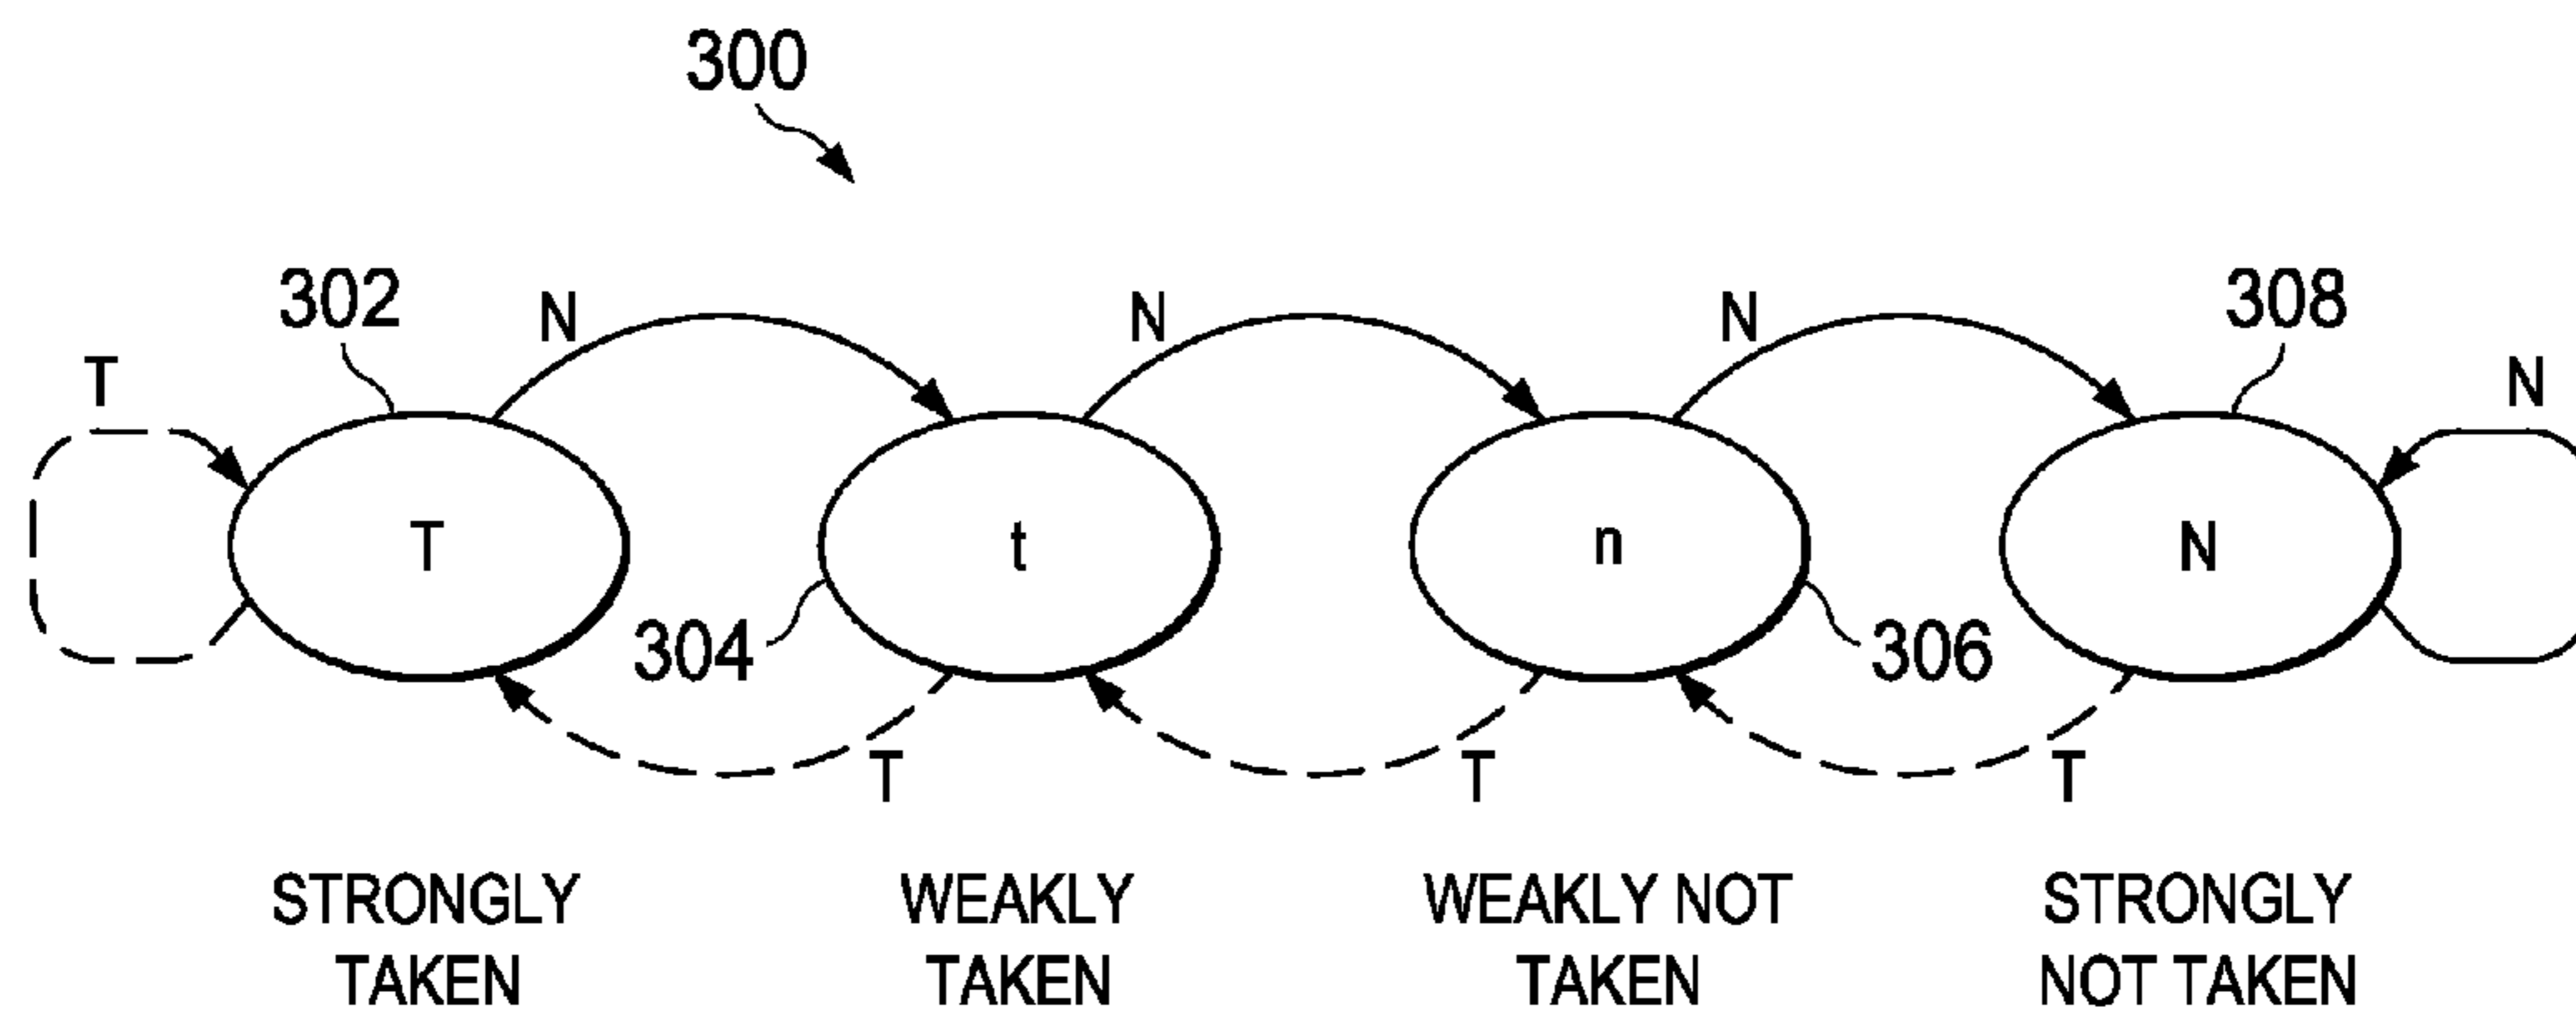 300
302
N
N
N
308
T
N
T
t
n
N
304
306
T
T
T
STRONGLY
TAKEN
WEAKLY
TAKEN
WEAKLY NOT
TAKEN
STRONGLY
NOT TAKEN